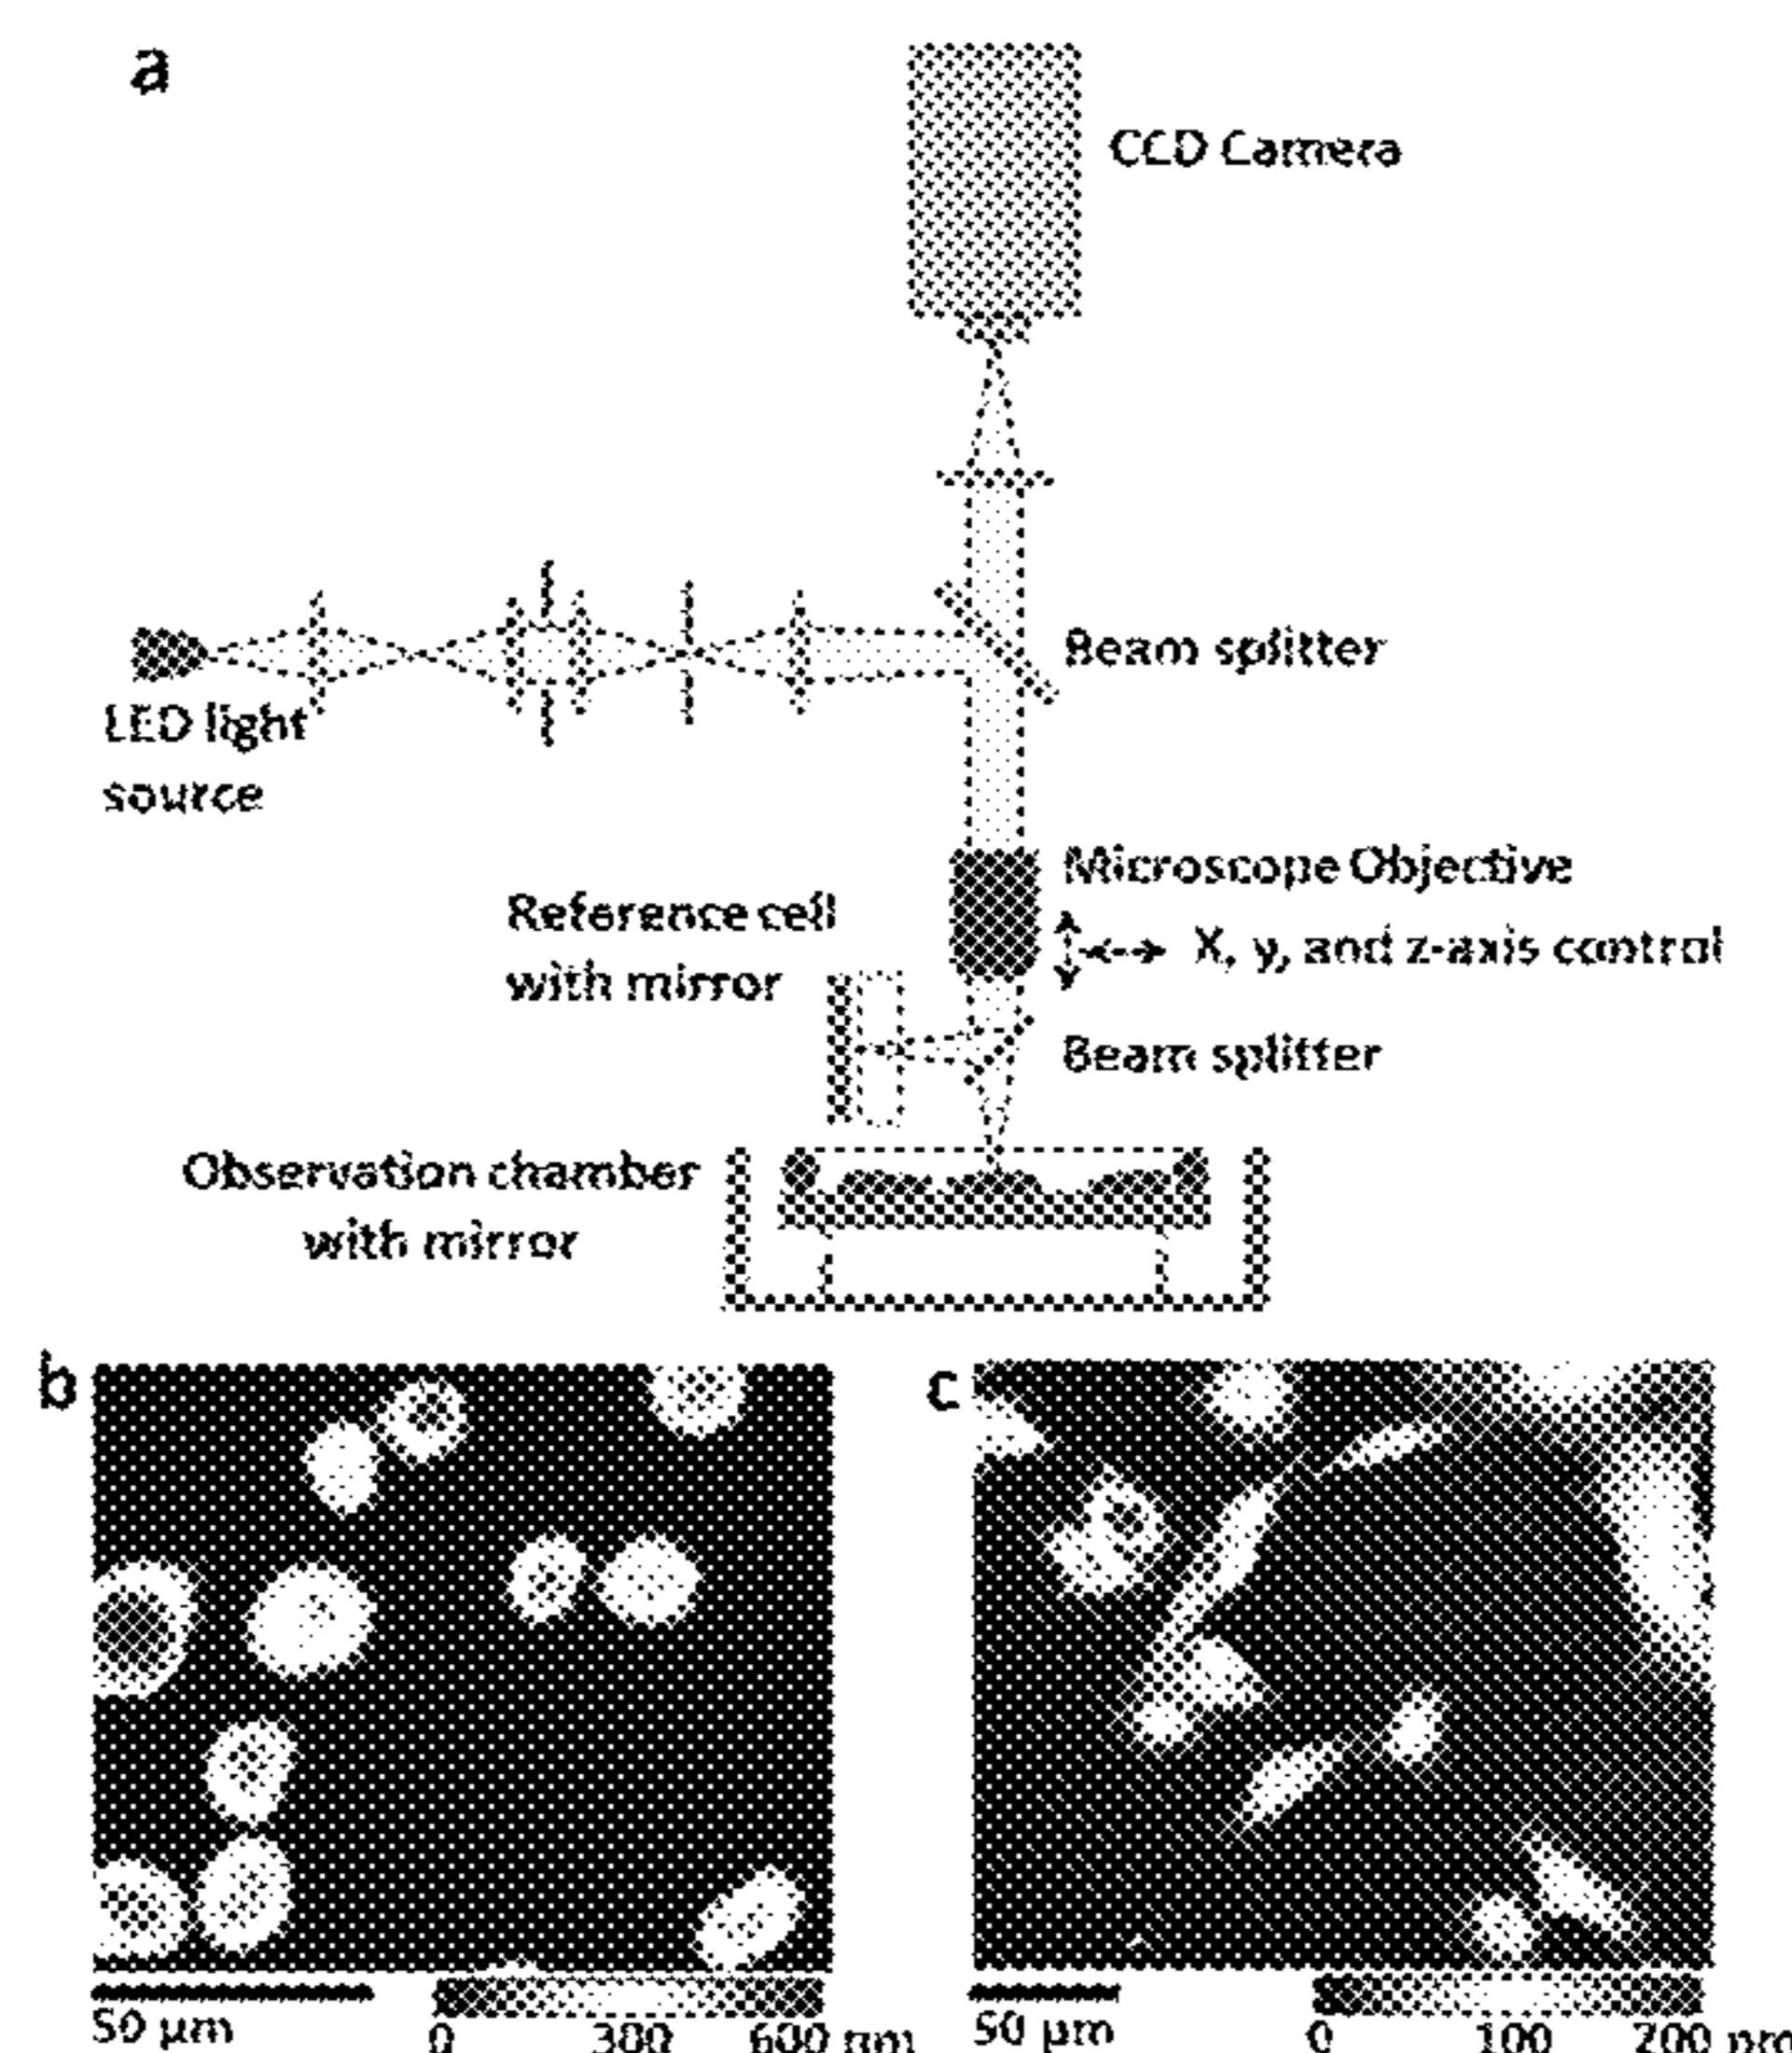 a
CCD Camera
Beam splitter
LED light
source
Microscope Objective
Reference cell
with mirror
X, y, and z-axis control
Beam splitter
Observation chamber
with mirror
b
c
50 µm
0 300 600 nm
50 µm
0 100 200